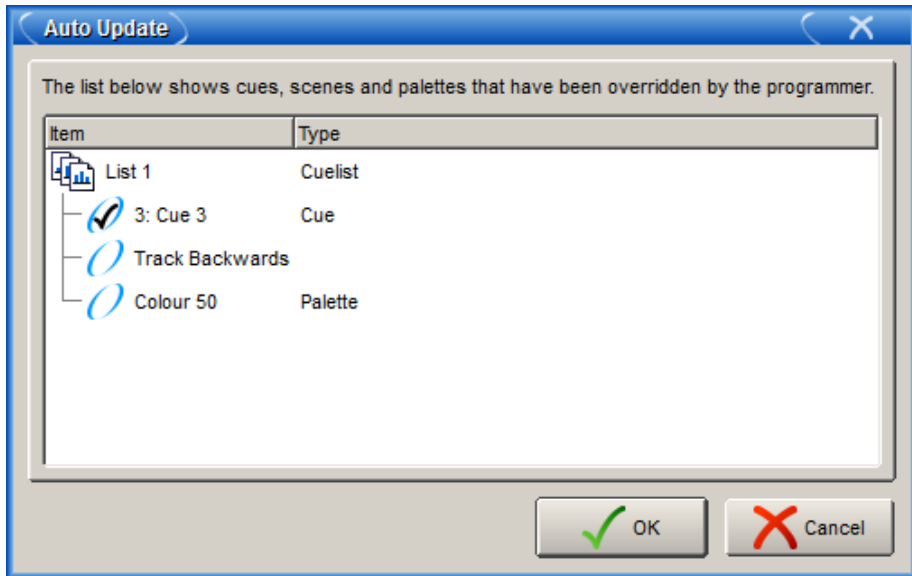 Auto Update
The list below shows cues, scenes and palettes that have been overridden by the programmer.
Item Type
List 1 Cuelist
3: Cue 3 Cue
Track Backwards
Colour 50 Palette
OK Cancel